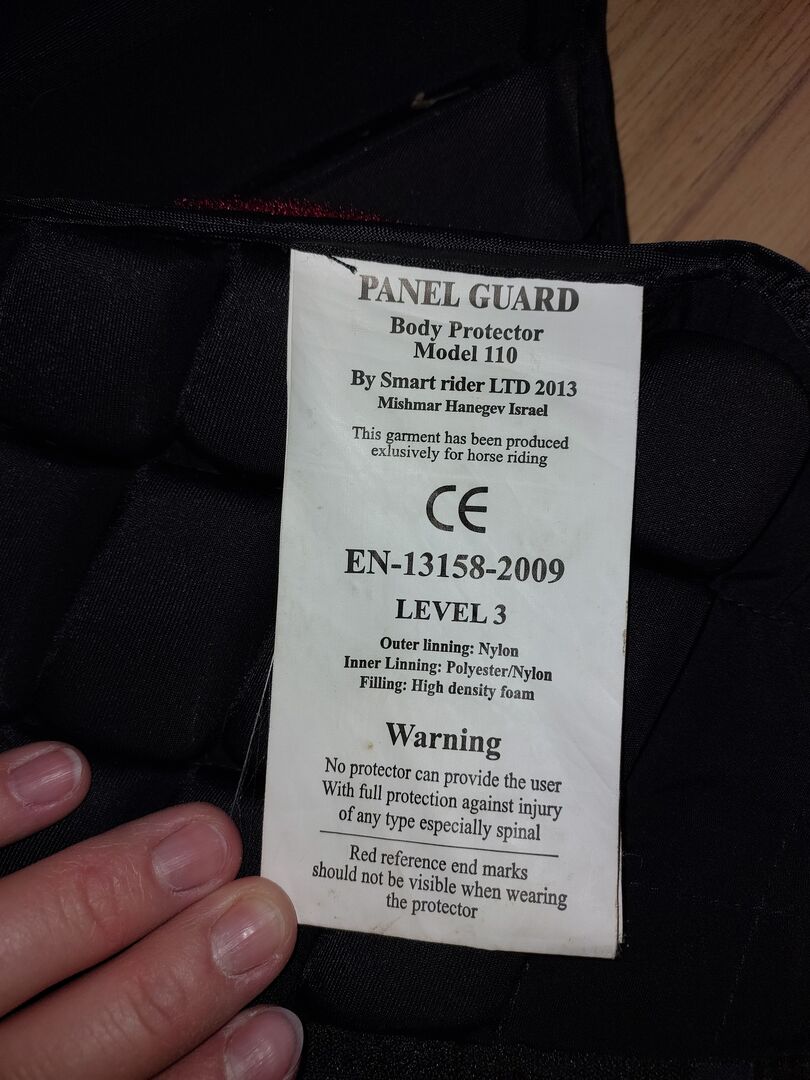 PANEL GUARD
Body Protector
Model 110
By Smart rider LTD 2013
Mishmar Hanegev Israel
This garment has been produced
exlusively for horse riding
CE
EN-13158-2009
LEVEL 3
Outer linning: Nylon
Inner Linning: Polyester/Nylon
Filling: High density foam
Warning
No protector can provide the user
With full protection against injury
of any type especially spinal
Red reference end marks
should not be visible when wearing
the protector